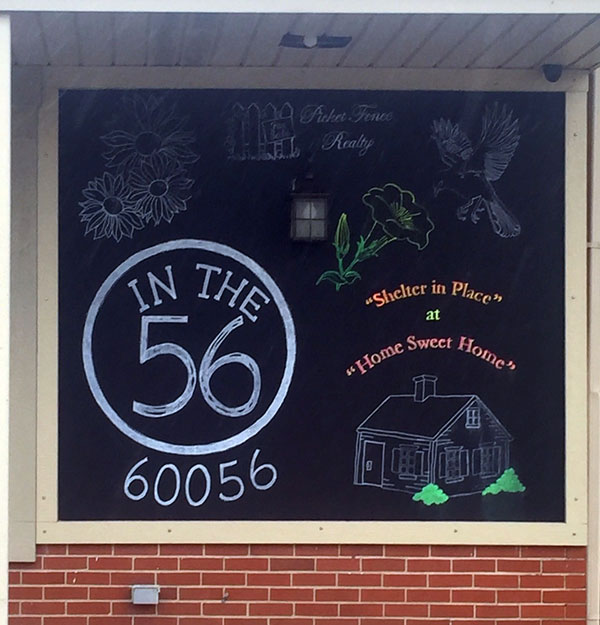 Picket Fence
Realty
IN THE
56
60056
"Shelter in Place"
at
"Home Sweet Home"